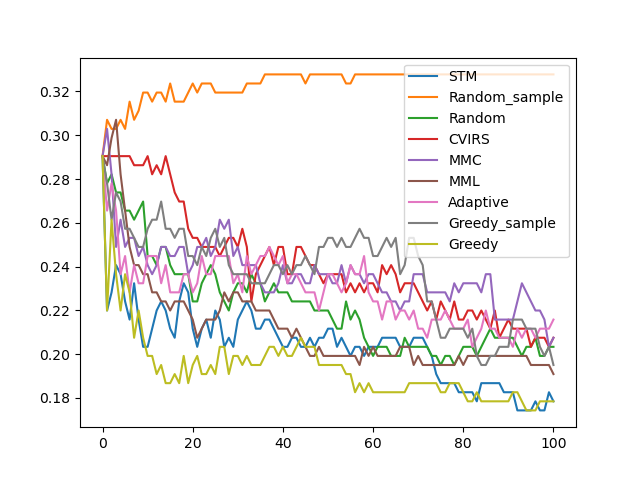 0.32
0.30
0.28
0.26
0.24
0.22
0.20
0.18
0 20 40 60 80 100
STM
Random_sample
Random
CVIRS
MMC
MML
Adaptive
Greedy_sample
Greedy